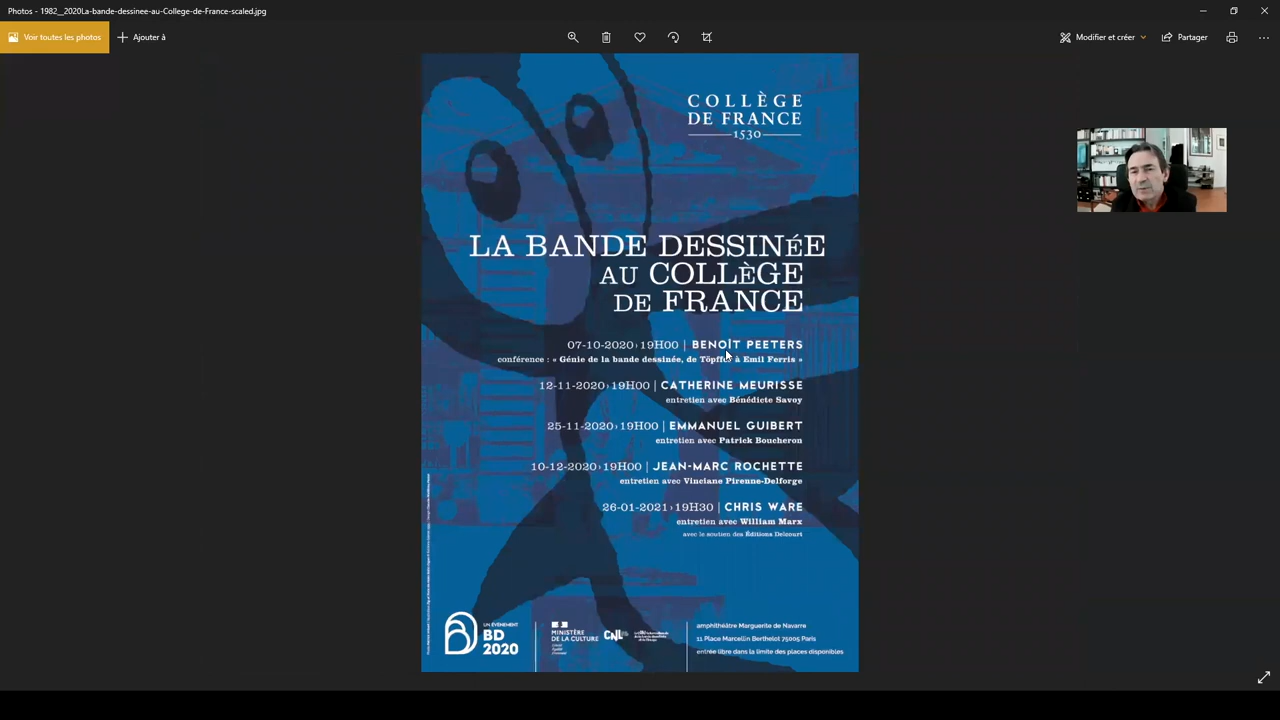 Photos - 1982__2020La-bande-dessinee-au-College-de-France-scaled.jpg
Voir toutes les photos
Ajouter à
Modifier et créer
Partager
COLLÈGE
DE FRANCE
1530
LA BANDE DESSINÉE
AU COLLÈGE
DE FRANCE
07-10-2020 › 19H00 | BENOÎT PEETERS
conférence : « Génie de la bande dessinée, de Töpffer à Emil Ferris »
12-11-2020 › 19H00 | CATHERINE MEURISSE
entretien avec Bénédicte Savoy
25-11-2020 › 19H00 | EMMANUEL GUIBERT
entretien avec Patrick Boucheron
10-12-2020 › 19H00 | JEAN-MARC ROCHETTE
entretien avec Vinciane Pirenne-Delforge
26-01-2021 › 19H30 | CHRIS WARE
entretien avec William Marx
avec le soutien des Éditions Delcourt
UN ÉVÉNEMENT
BD
2020
MINISTÈRE
DE LA CULTURE
CNL
amphithéâtre Marguerite de Navarre
11 Place Marcellin Berthelot 75005 Paris
entrée libre dans la limite des places disponibles